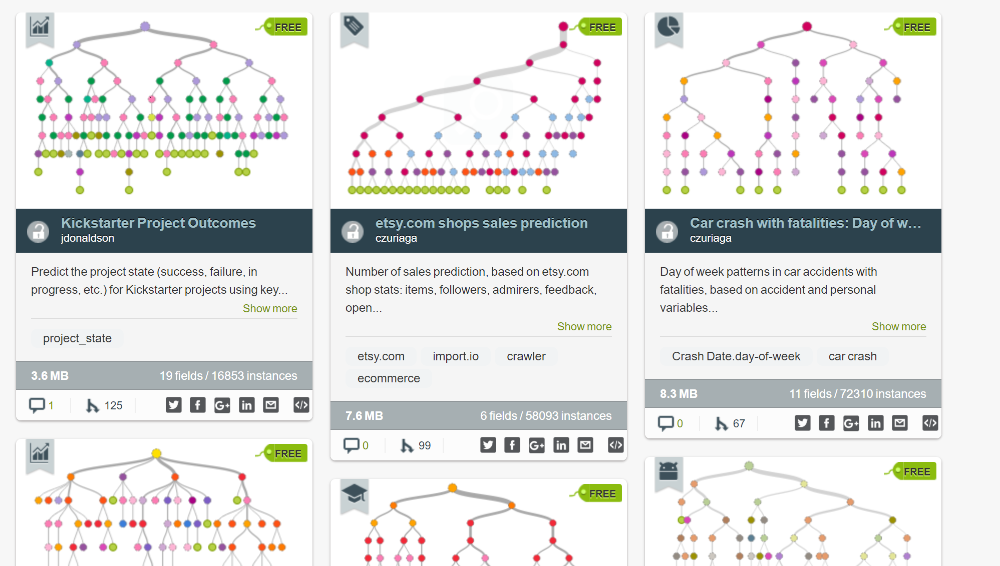 FREE
Kickstarter Project Outcomes
jdonaldson
Predict the project state (success, failure, in
progress, etc.) for Kickstarter projects using key...
Show more
project_state
3.6 MB 19 fields / 16853 instances
1 125
FREE
etsy.com shops sales prediction
czuriaga
Number of sales prediction, based on etsy.com
shop stats: items, followers, admirers, feedback,
open...
Show more
etsy.com import.io crawler
ecommerce
7.6 MB 6 fields / 58093 instances
0 99
FREE
Car crash with fatalities: Day of w...
czuriaga
Day of week patterns in car accidents with
fatalities, based on accident and personal
variables...
Show more
Crash Date.day-of-week car crash
8.3 MB 11 fields / 72310 instances
0 67
FREE
FREE
FREE